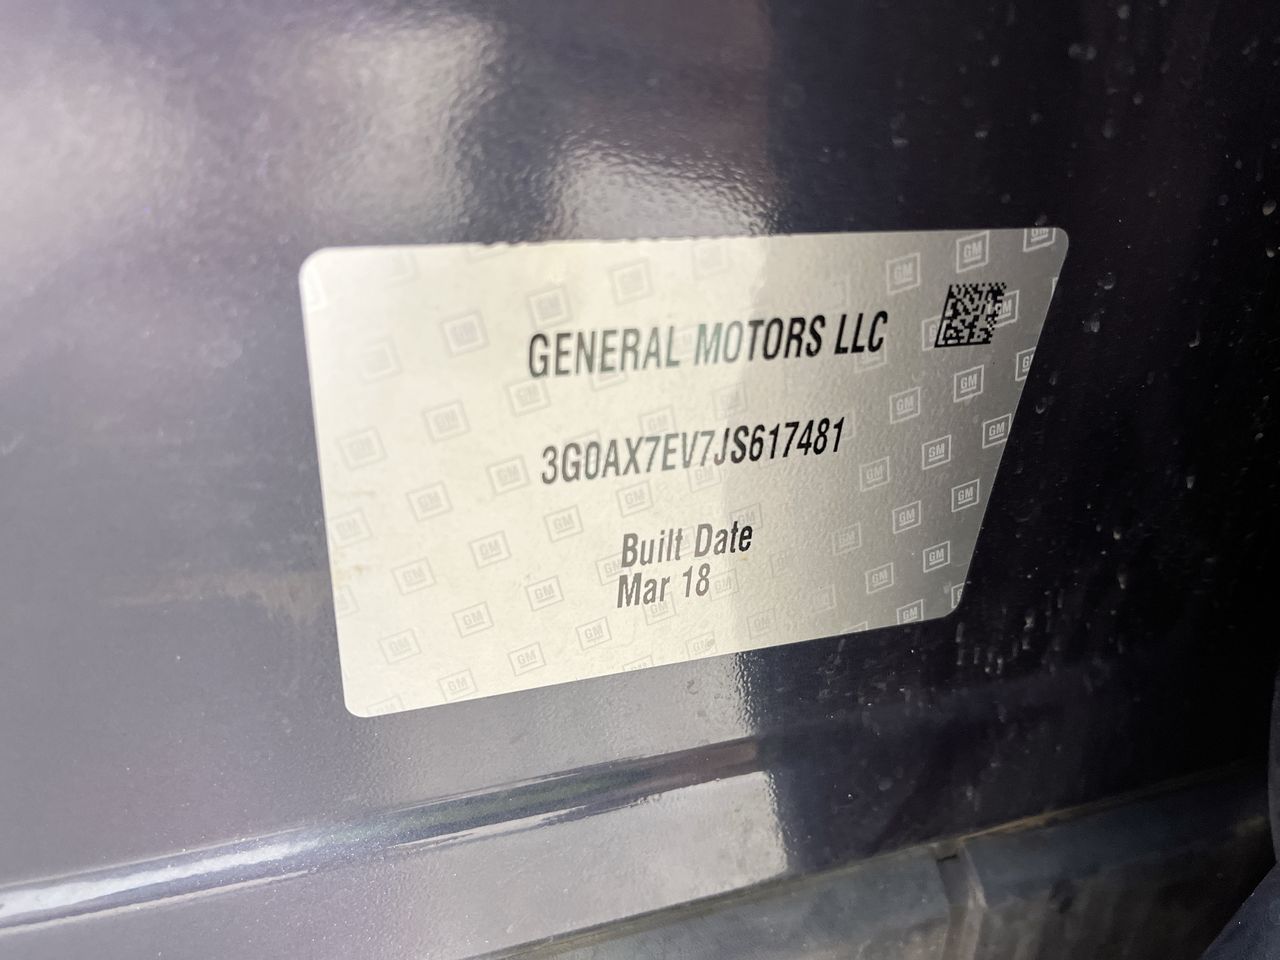 GENERAL MOTORS LLC
3G0AX7EV7JS617481
Built Date
Mar 18